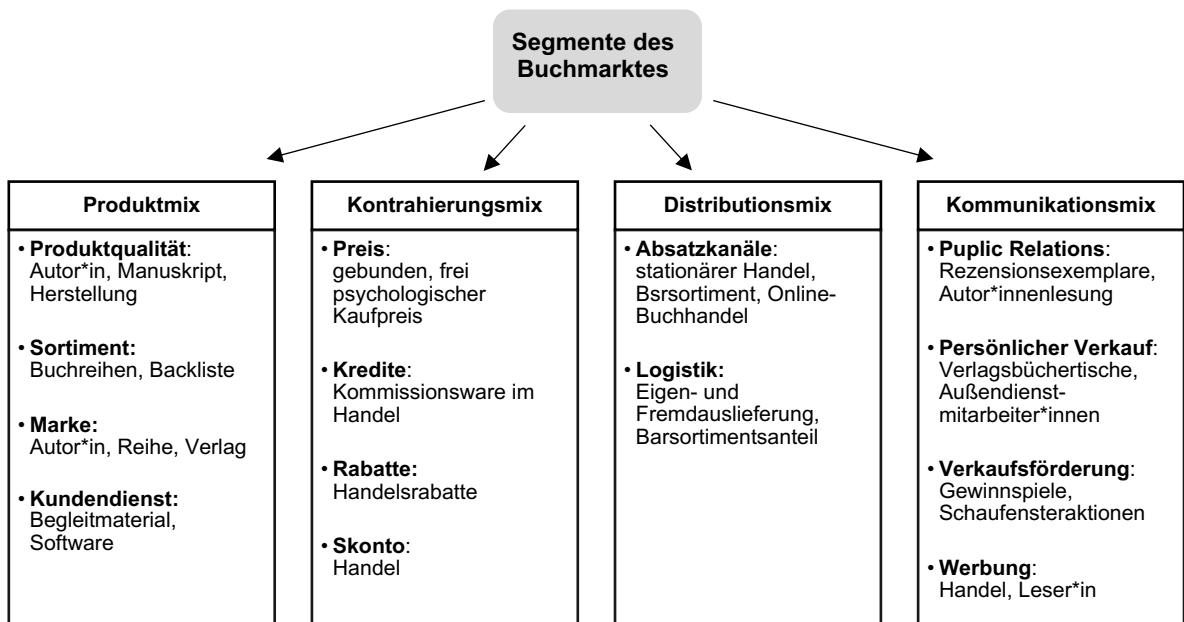 Segmente des
Buchmarktes
Produktmix
• Produktqualität:
Autor*in, Manuskript,
Herstellung
• Sortiment:
Buchreihen, Backliste
• Marke:
Autor*in, Reihe, Verlag
• Kundendienst:
Begleitmaterial,
Software
Kontrahierungsmix
• Preis:
gebunden, frei
psychologischer
Kaufpreis
• Kredite:
Kommissionsware im
Handel
• Rabatte:
Handelsrabatte
• Skonto:
Handel
Distributionsmix
• Absatzkanäle:
stationärer Handel,
Bsrsortiment, Online-
Buchhandel
• Logistik:
Eigen- und
Fremdauslieferung,
Barsortimentsanteil
Kommunikationsmix
• Puplic Relations:
Rezensionsexemplare,
Autor*innenlesung
• Persönlicher Verkauf:
Verlagsbüchertische,
Außendienst-
mitarbeiter*innen
• Verkaufsförderung:
Gewinnspiele,
Schaufensteraktionen
• Werbung:
Handel, Leser*in